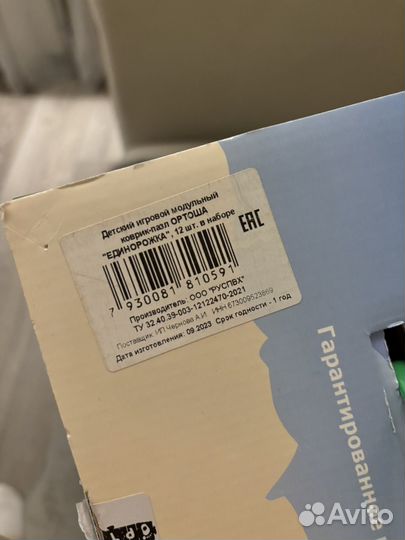 Детский игровой модульный
коврик-пазл ОРТОША
"ЕДИНОРОЖКА", 12 шт. в наборе
EAC
7 930081 810591
Производитель: ООО "РУСПВХ"
ТУ 32.40.39-003-12122470-2021
Поставщик: ИП Чернова А.И. ИНН 673009523869
Дата изготовления: 09.2023 Срок годности - 1 год
гарантированные
Avito